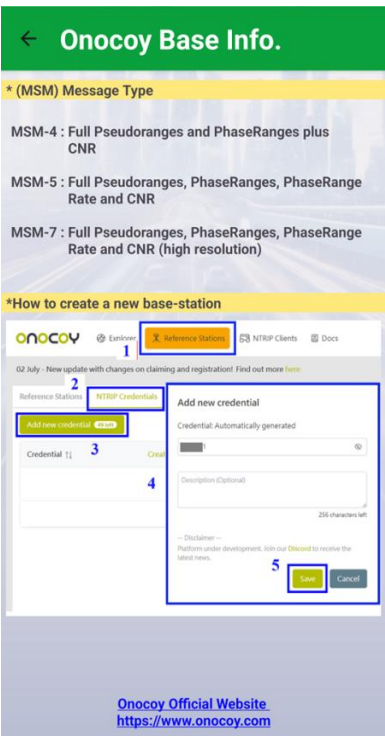 Onocoy Base Info.
* (MSM) Message Type
MSM-4 : Full Pseudoranges and PhaseRanges plus
CNR
MSM-5 : Full Pseudoranges, PhaseRanges, PhaseRange
Rate and CNR
MSM-7 : Full Pseudoranges, PhaseRanges, PhaseRange
Rate and CNR (high resolution)
*How to create a new base-station
onocoy Explorer Reference Stations NTRIP Clients Docs
1
02 July - New update with changes on claiming and registration! Find out more here
2
Reference Stations NTRIP Credentials
Add new credential 49 left
3
Credential
Creat
4
Add new credential
Credential: Automatically generated
1
Description (Optional)
256 characters left
-- Disclaimer --
Platform under development. Join our Discord to receive the
latest news.
5
Save Cancel
Onocoy Official Website
https://www.onocoy.com